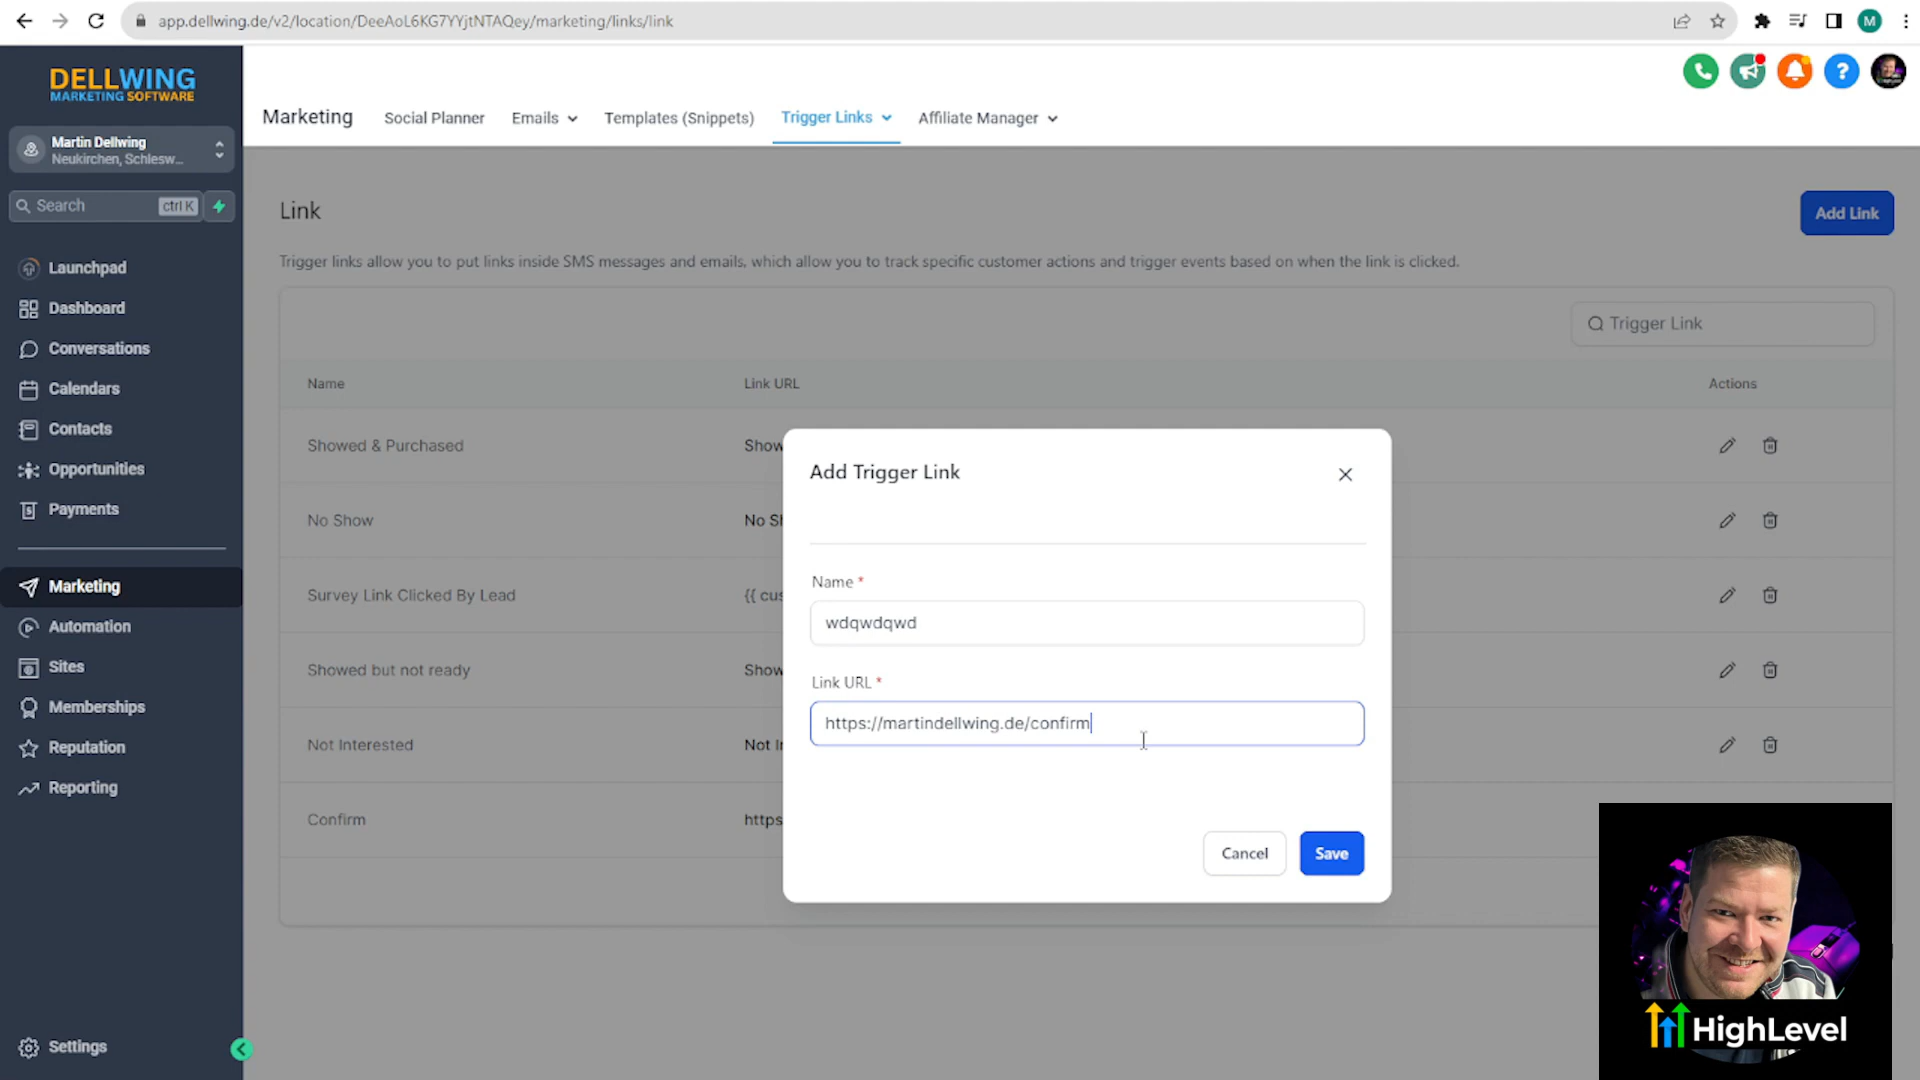 app.dellwing.de/v2/location/DeeAoL6KG7YYjtNTAQey/marketing/links/link
M
DELLWING
MARKETING SOFTWARE
Martin Dellwing
Neukirchen, Schlesw...
Search
ctrl K
Launchpad
Dashboard
Conversations
Calendars
Contacts
Opportunities
Payments
Marketing
Automation
Sites
Memberships
Reputation
Reporting
Settings
Marketing
Social Planner
Emails
Templates (Snippets)
Trigger Links
Affiliate Manager
Link
Add Link
Trigger links allow you to put links inside SMS messages and emails, which allow you to track specific customer actions and trigger events based on when the link is clicked.
Trigger Link
Name
Link URL
Actions
Showed & Purchased
Show
No Show
No Sh
Survey Link Clicked By Lead
{{ cus
Showed but not ready
Show
Not Interested
Not I
Confirm
https
Add Trigger Link
Name *
wdqwdqwd
Link URL *
https://martindellwing.de/confirm
Cancel
Save
HighLevel